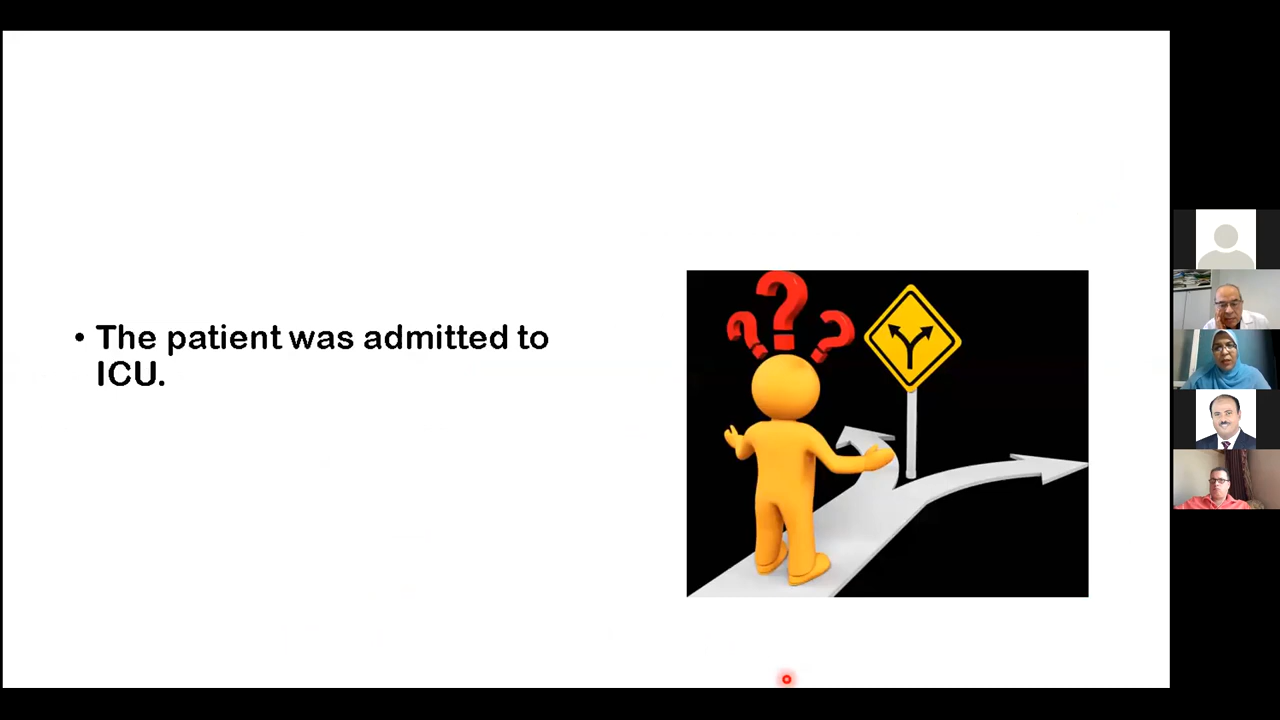 • The patient was admitted to
ICU.